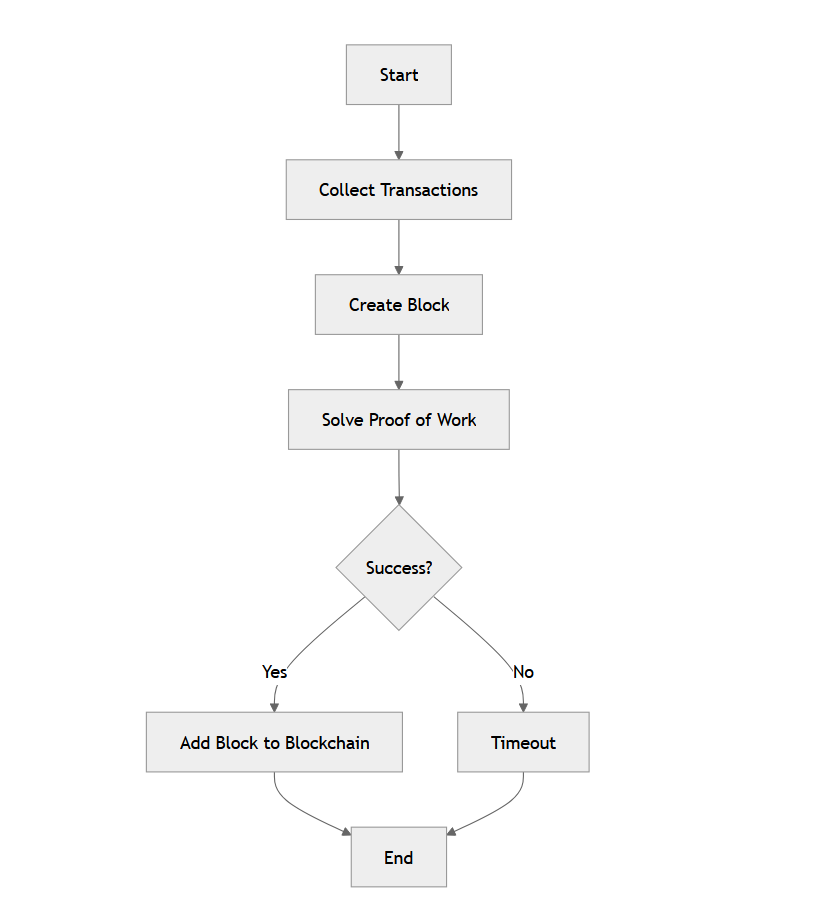 Start
Collect Transactions
Create Block
Solve Proof of Work
Success?
Yes
No
Add Block to Blockchain
Timeout
End